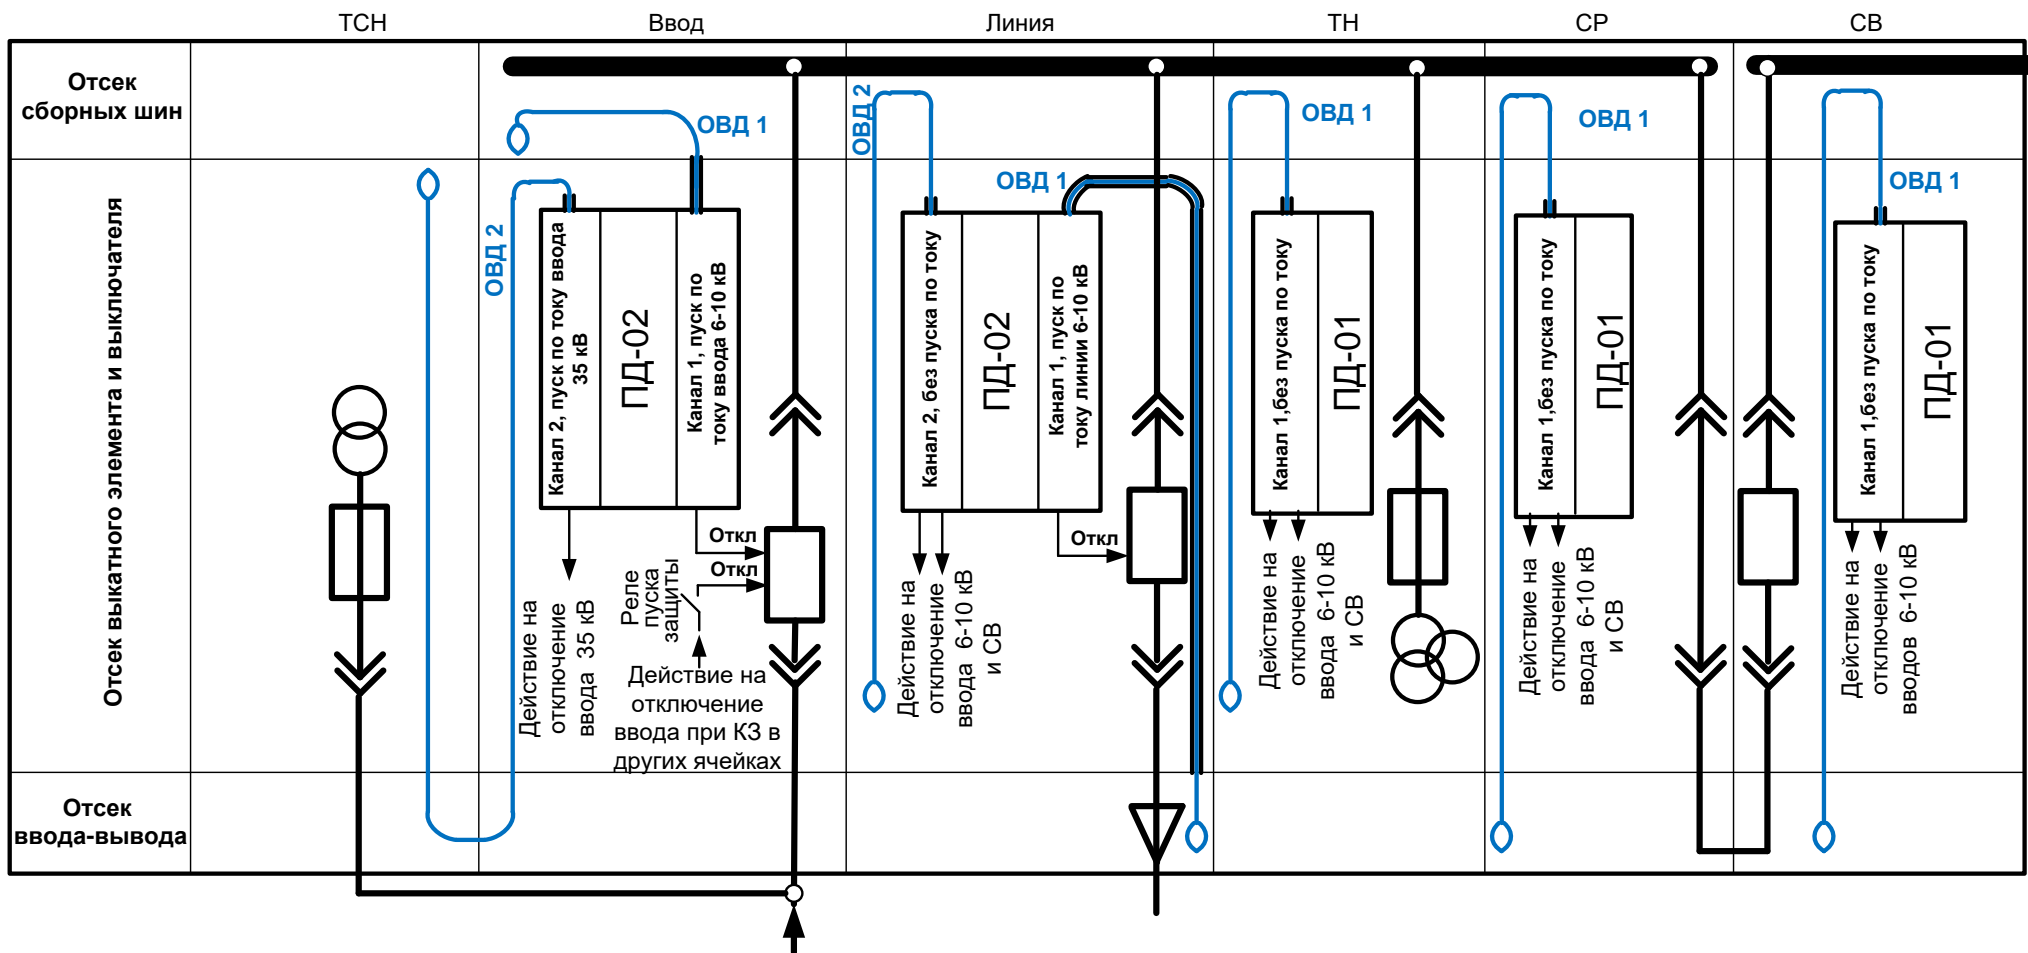 ТСН
Ввод
Линия
ТН
СР
СВ
Отсек
сборных шин
ОВД 1
ОВД 2
ОВД 1
ОВД 1
Отсек выкатного элемента и выключателя
ОВД 2
Канал 2, пуск по току ввода
35 кВ
ПД-02
Канал 1, пуск по
току ввода 6-10 кВ
Откл
Откл
Реле
пуска
защиты
Действие на
отключение
ввода 35 кВ
Действие на
отключение
ввода при КЗ в
других ячейках
ОВД 1
Канал 2, без пуска по току
ПД-02
Канал 1, пуск по
току линии 6-10 кВ
Откл
Действие на
отключение
ввода 6-10 кВ
и СВ
Канал 1,без пуска по току
ПД-01
Действие на
отключение
ввода 6-10 кВ
и СВ
Канал 1,без пуска по току
ПД-01
Действие на
отключение
ввода 6-10 кВ
и СВ
ОВД 1
Канал 1,без пуска по току
ПД-01
Действие на
отключение
вводов 6-10 кВ
Отсек
ввода-вывода